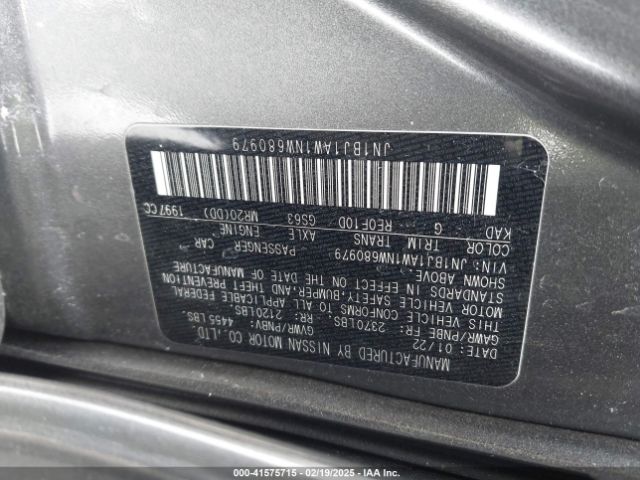 MANUFACTURED BY NISSAN MOTOR CO.,LTD.
DATE: 01/22 GVWR/PNBV: 4455 LBS.
GAWR/PNBE FR: 2370LBS. RR: 2120LBS.
THIS VEHICLE CONFORMS TO ALL APPLICABLE FEDERAL
MOTOR VEHICLE SAFETY,BUMPER,AND THEFT PREVENTION
STANDARDS IN EFFECT ON THE DATE OF MANUFACTURE
SHOWN ABOVE.
VIN: JN1BJ1AW1NW680979 PASSENGER CAR
COLOR TRIM TRANS AXLE ENGINE
KAD G RE0F10D GS63 MR20(DD) 1997CC
JN1BJ1AW1NW680979
000-41575715 - 02/19/2025 - IAA Inc.